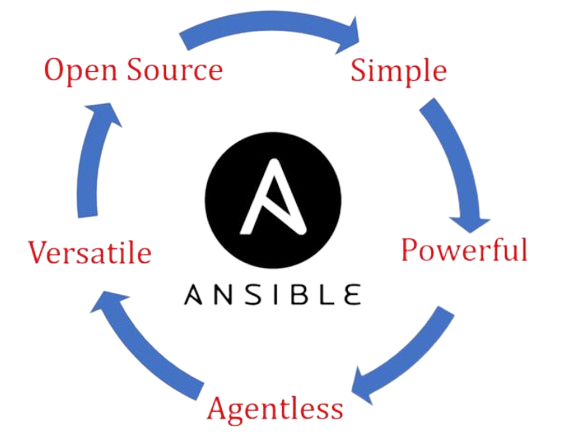 Open Source
Simple
Versatile
Powerful
ANSIBLE
Agentless